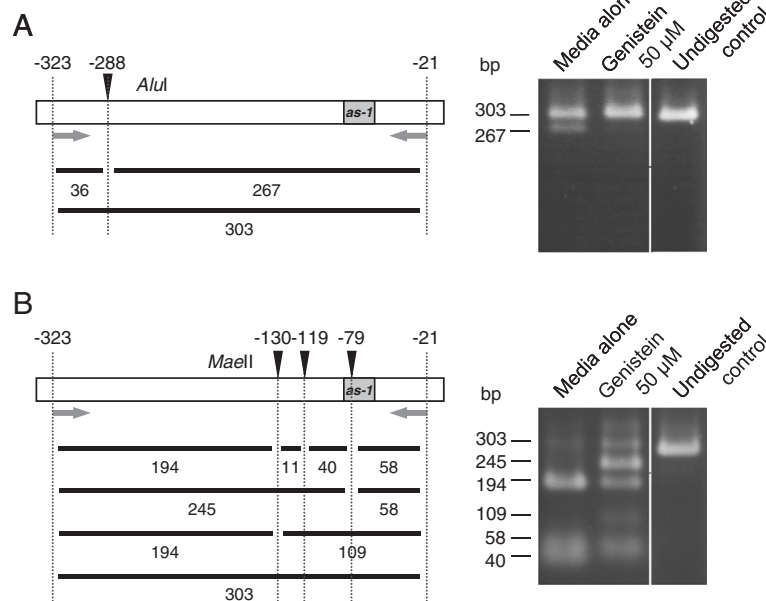 A
-323 -288 -21
AluI
as-1
36 267
303
bp
Media alone
Genistein
50 µM
Undigested
control
303
267
B
-323 -130 -119 -79 -21
MaeII
as-1
194 11 40 58
245 58
194 109
303
bp
Media alone
Genistein
50 µM
Undigested
control
303
245
194
109
58
40